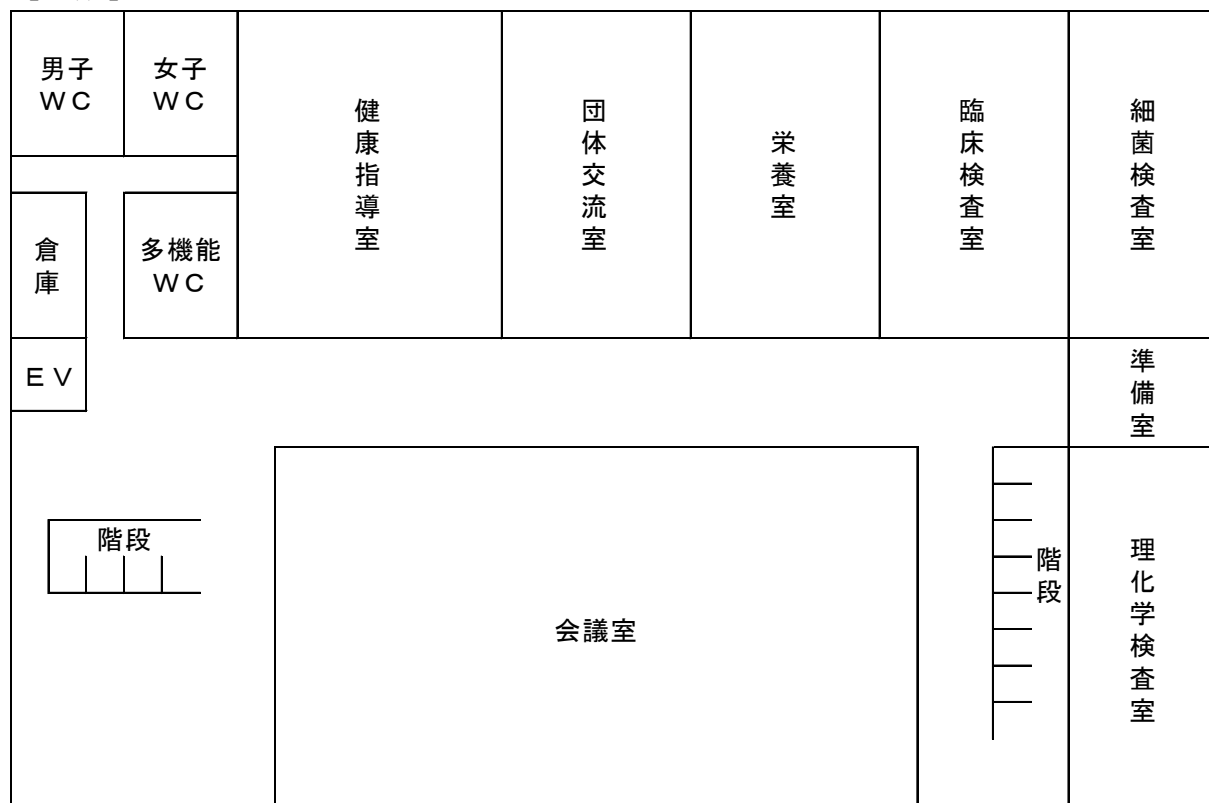 男子
ＷＣ
女子
ＷＣ
健康指導室
団体交流室
栄養室
臨床検査室
細菌検査室
倉庫
多機能
ＷＣ
ＥＶ
準備室
階段
階段
理化学検査室
会議室